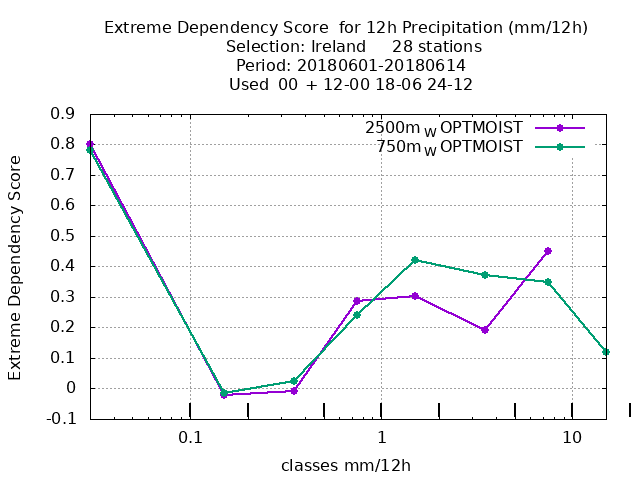 Extreme Dependency Score  for 12h Precipitation (mm/12h)
Selection: Ireland     28 stations
Period: 20180601-20180614
Used  00 + 12-00 18-06 24-12
2500m W OPTMOIST
750m W OPTMOIST
Extreme Dependency Score
0.9
0.8
0.7
0.6
0.5
0.4
0.3
0.2
0.1
0
-0.1
0.1 1 10
classes mm/12h